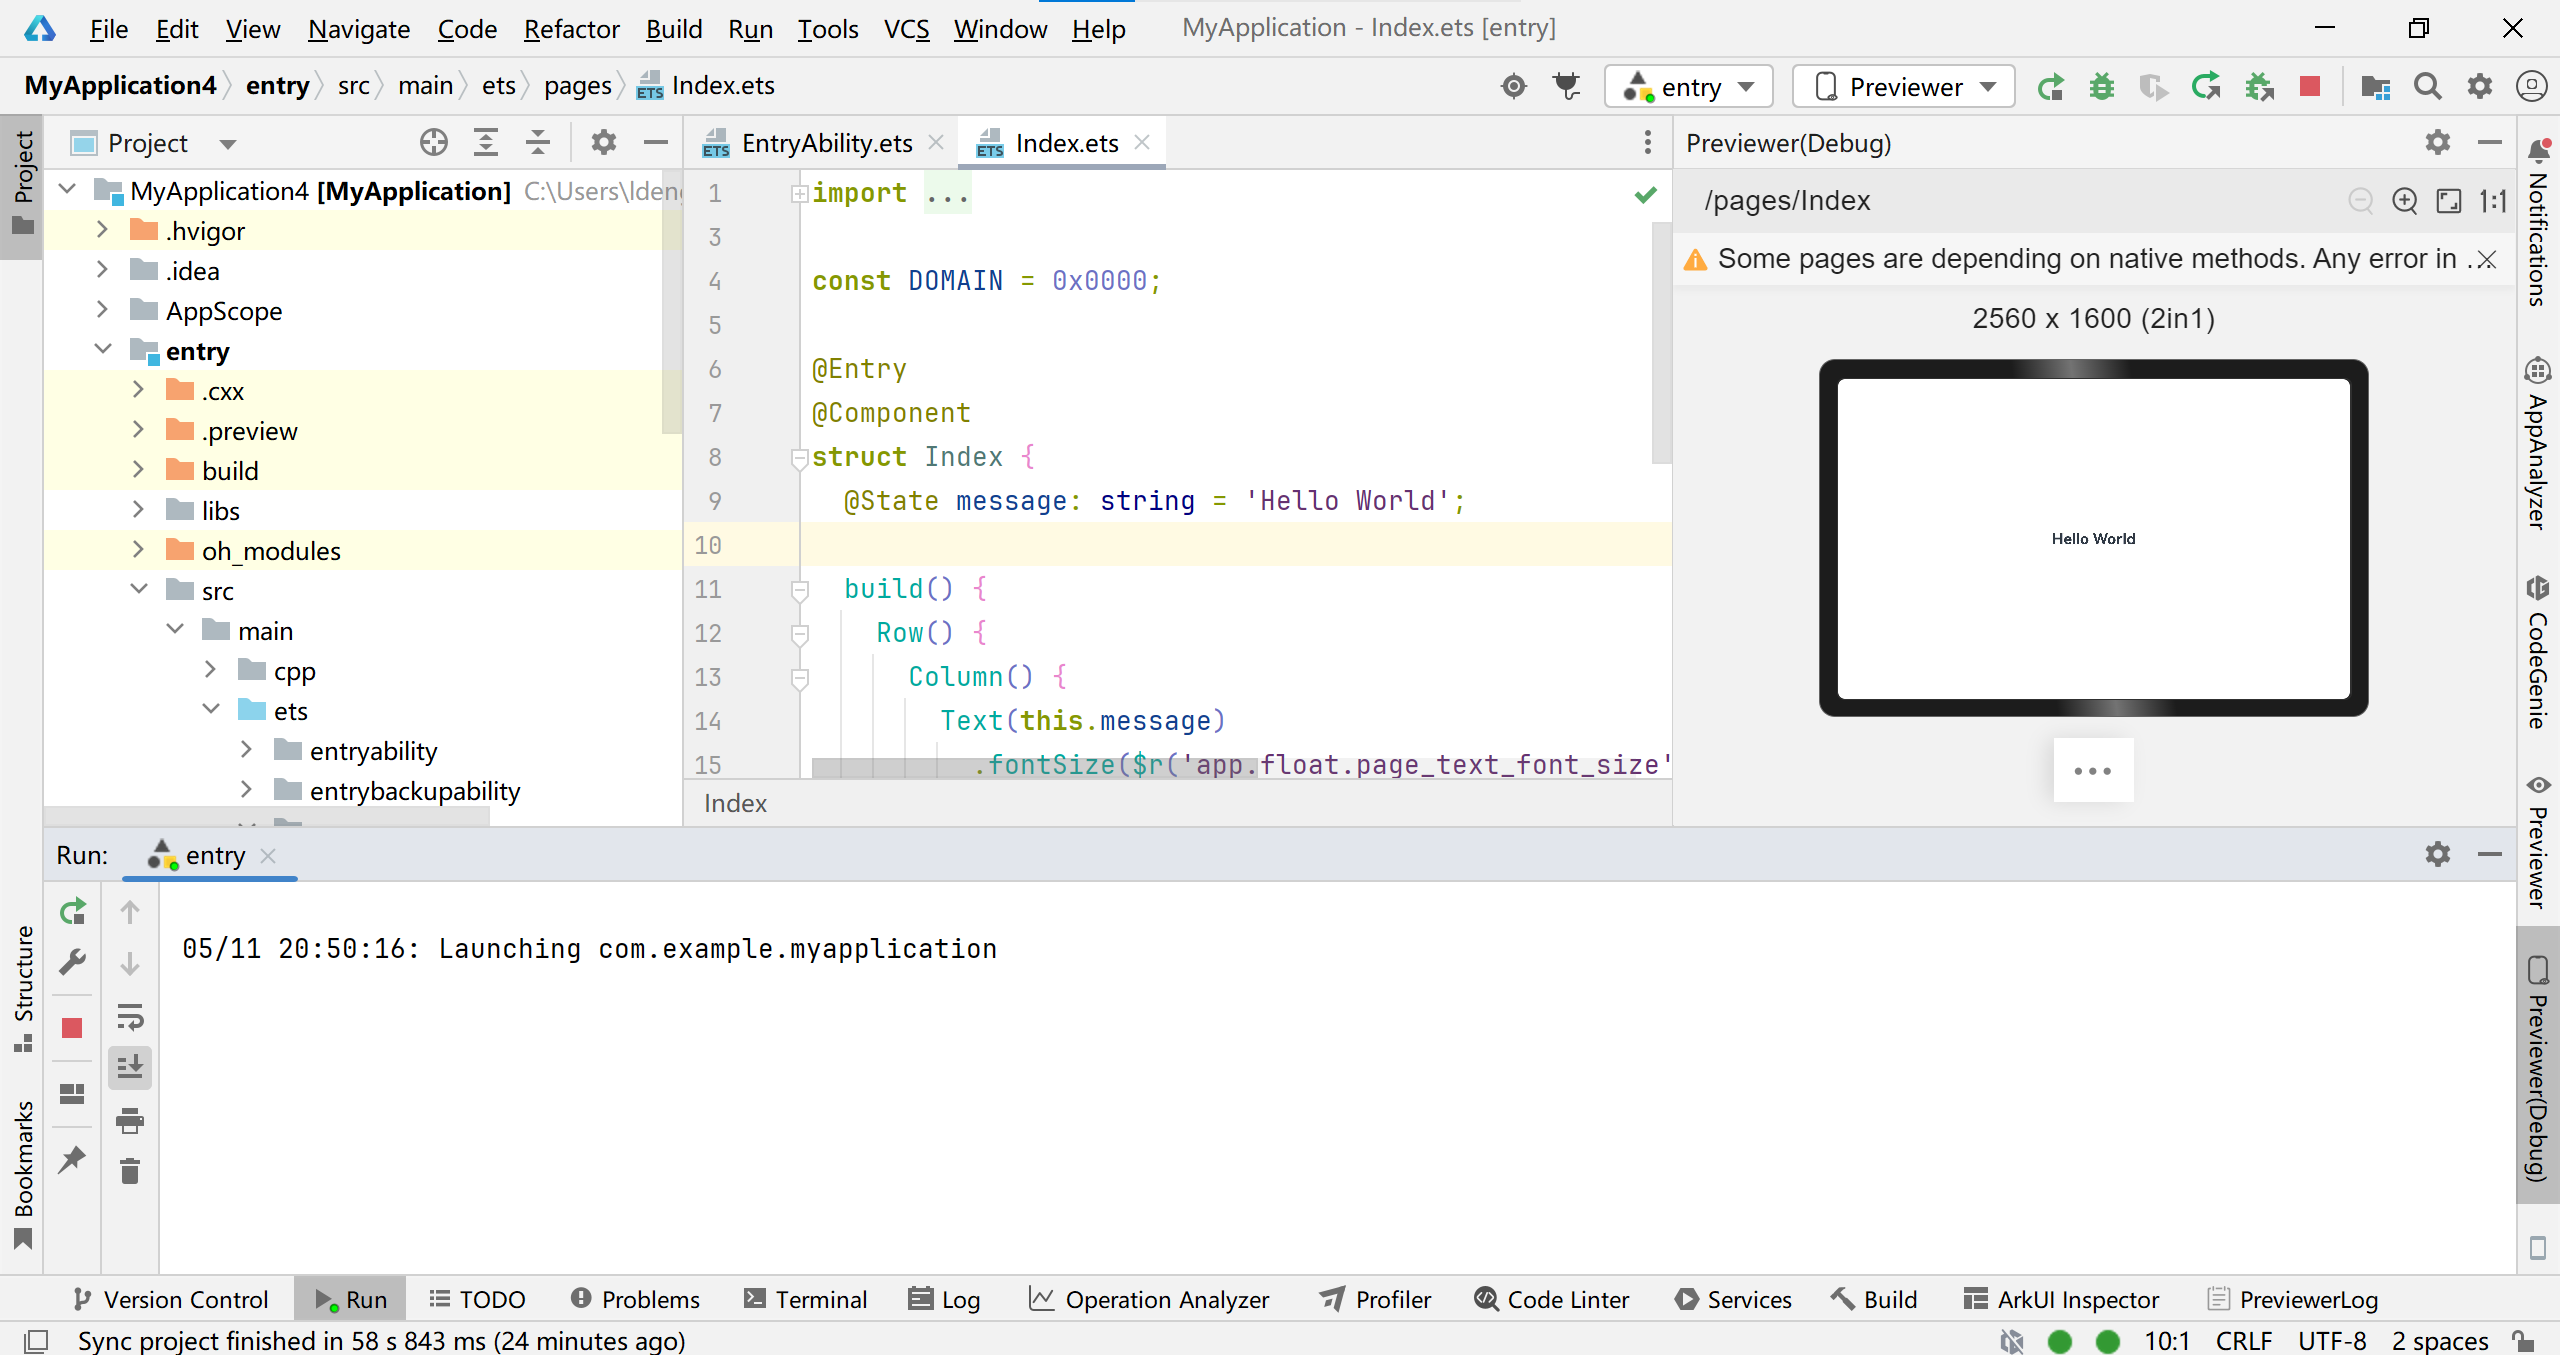 File Edit View Navigate Code Refactor Build Run Tools VCS Window Help MyApplication - Index.ets [entry]
MyApplication4 entry src main ets pages Index.ets entry Previewer
Project
Project
MyApplication4 [MyApplication] C:\Users\lden
.hvigor
.idea
AppScope
entry
.cxx
.preview
build
libs
oh_modules
src
main
cpp
ets
entryability
entrybackupability
EntryAbility.ets Index.ets
1 import ...
3
4 const DOMAIN = 0x0000;
5
6 @Entry
7 @Component
8 struct Index {
9 @State message: string = 'Hello World';
10
11 build() {
12 Row() {
13 Column() {
14 Text(this.message)
15 .fontSize($r('app.float.page_text_font_size'
Index
Previewer(Debug)
/pages/Index
1:1
Some pages are depending on native methods. Any error in ...
2560 x 1600 (2in1)
Hello World
Notifications
AppAnalyzer
CodeGenie
Previewer
Previewer(Debug)
Structure
Bookmarks
Run: entry
05/11 20:50:16: Launching com.example.myapplication
Version Control Run TODO Problems Terminal Log Operation Analyzer Profiler Code Linter Services Build ArkUI Inspector PreviewerLog
Sync project finished in 58 s 843 ms (24 minutes ago) 10:1 CRLF UTF-8 2 spaces